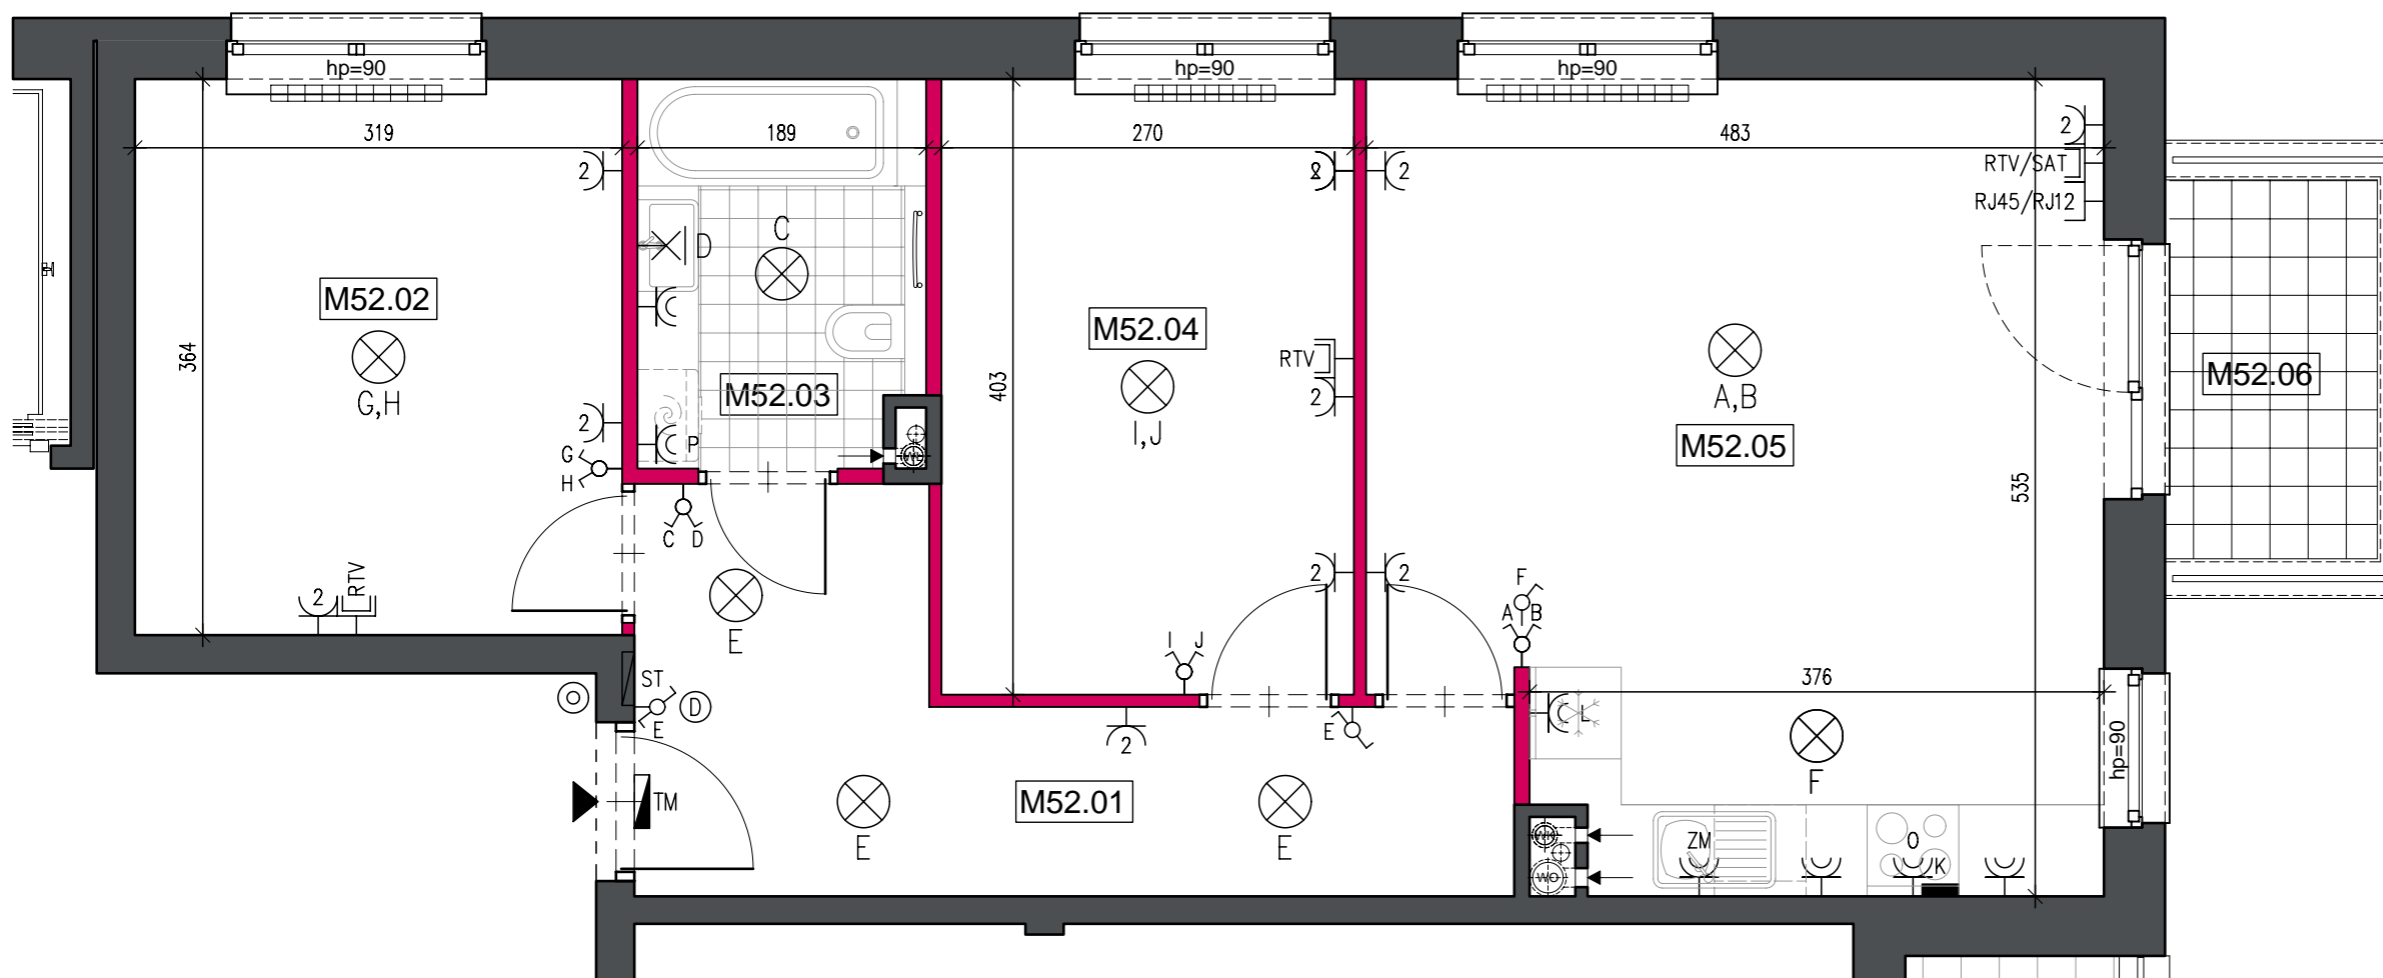 hp=90
hp=90
hp=90
319
189
270
483
2
2
2
2
RTV/SAT
RJ45/RJ12
C
D
M52.02
G,H
364
M52.03
P
M52.04
I,J
403
RTV
2
A,B
M52.05
535
M52.06
2
G
H
C D
E
2
RTV
2
2
F
A B
I J
ST
D
E
E
2
376
L
F
hp=90
TM
E
M52.01
E
WK
WO
ZM
O
K